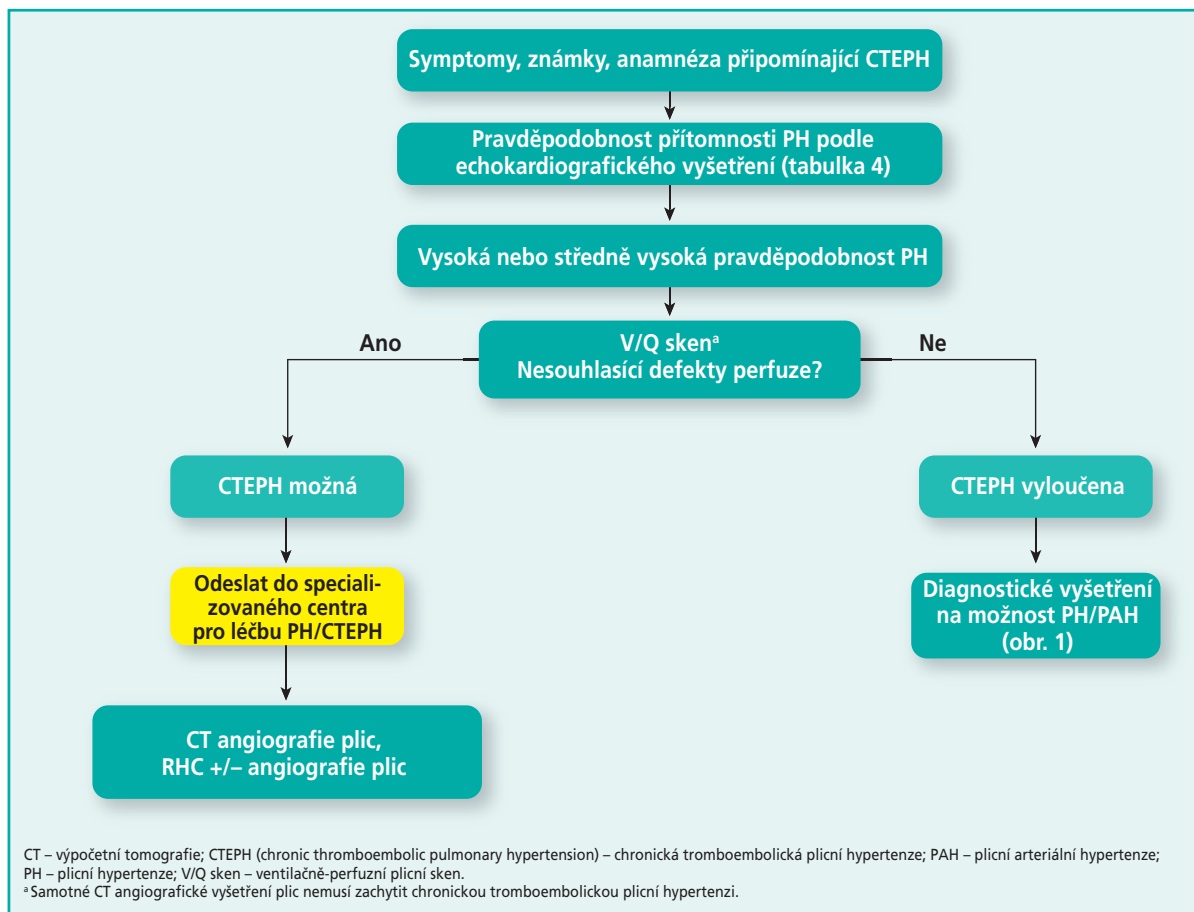 Symptomy, známky, anamnéza připomínající CTEPH
Pravděpodobnost přítomnosti PH podle
echokardiografického vyšetření (tabulka 4)
Vysoká nebo středně vysoká pravděpodobnost PH
V/Q skenᵃ
Nesouhlasící defekty perfuze?
Ano
Ne
CTEPH možná
CTEPH vyloučena
Odeslat do speciali-
zovaného centra
pro léčbu PH/CTEPH
Diagnostické vyšetření
na možnost PH/PAH
(obr. 1)
CT angiografie plic,
RHC +/– angiografie plic
CT – výpočetní tomografie; CTEPH (chronic thromboembolic pulmonary hypertension) – chronická tromboembolická plicní hypertenze; PAH – plicní arteriální hypertenze;
PH – plicní hypertenze; V/Q sken – ventilačně-perfuzní plicní sken.
ᵃ Samotné CT angiografické vyšetření plic nemusí zachytit chronickou tromboembolickou plicní hypertenzi.